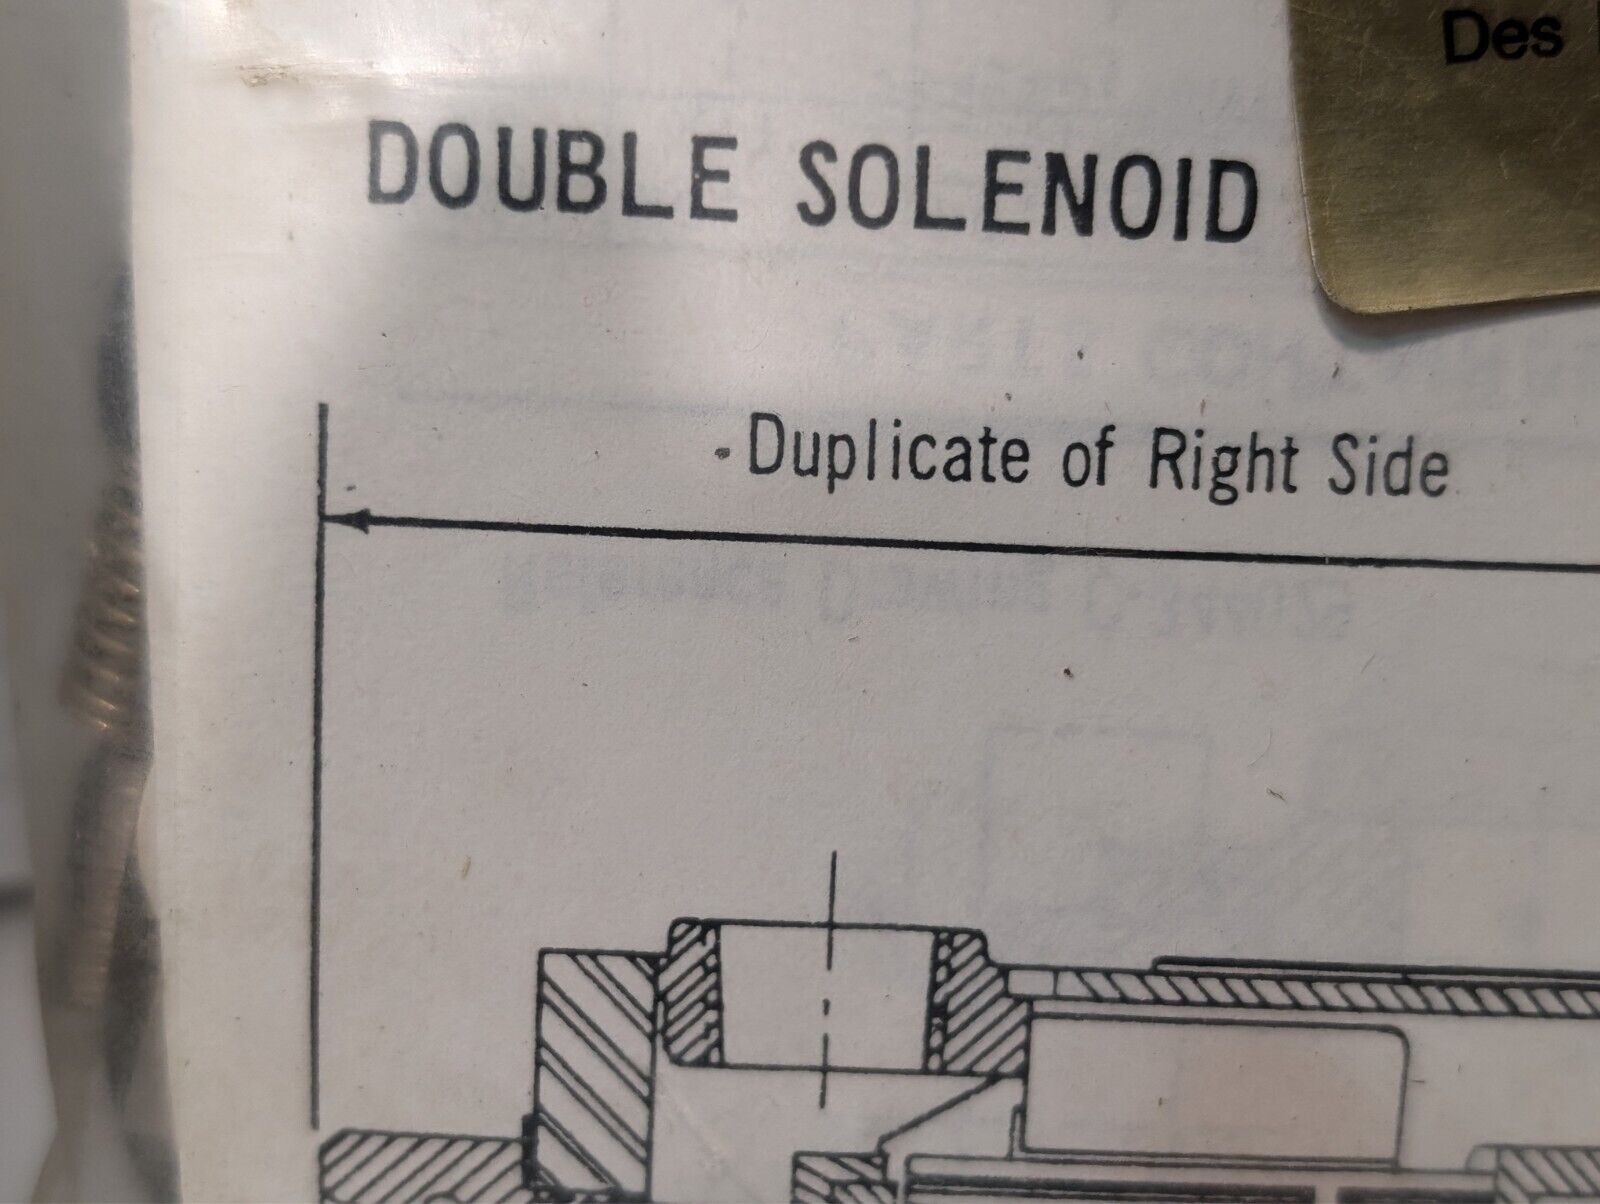 Des
DOUBLE SOLENOID
Duplicate of Right Side